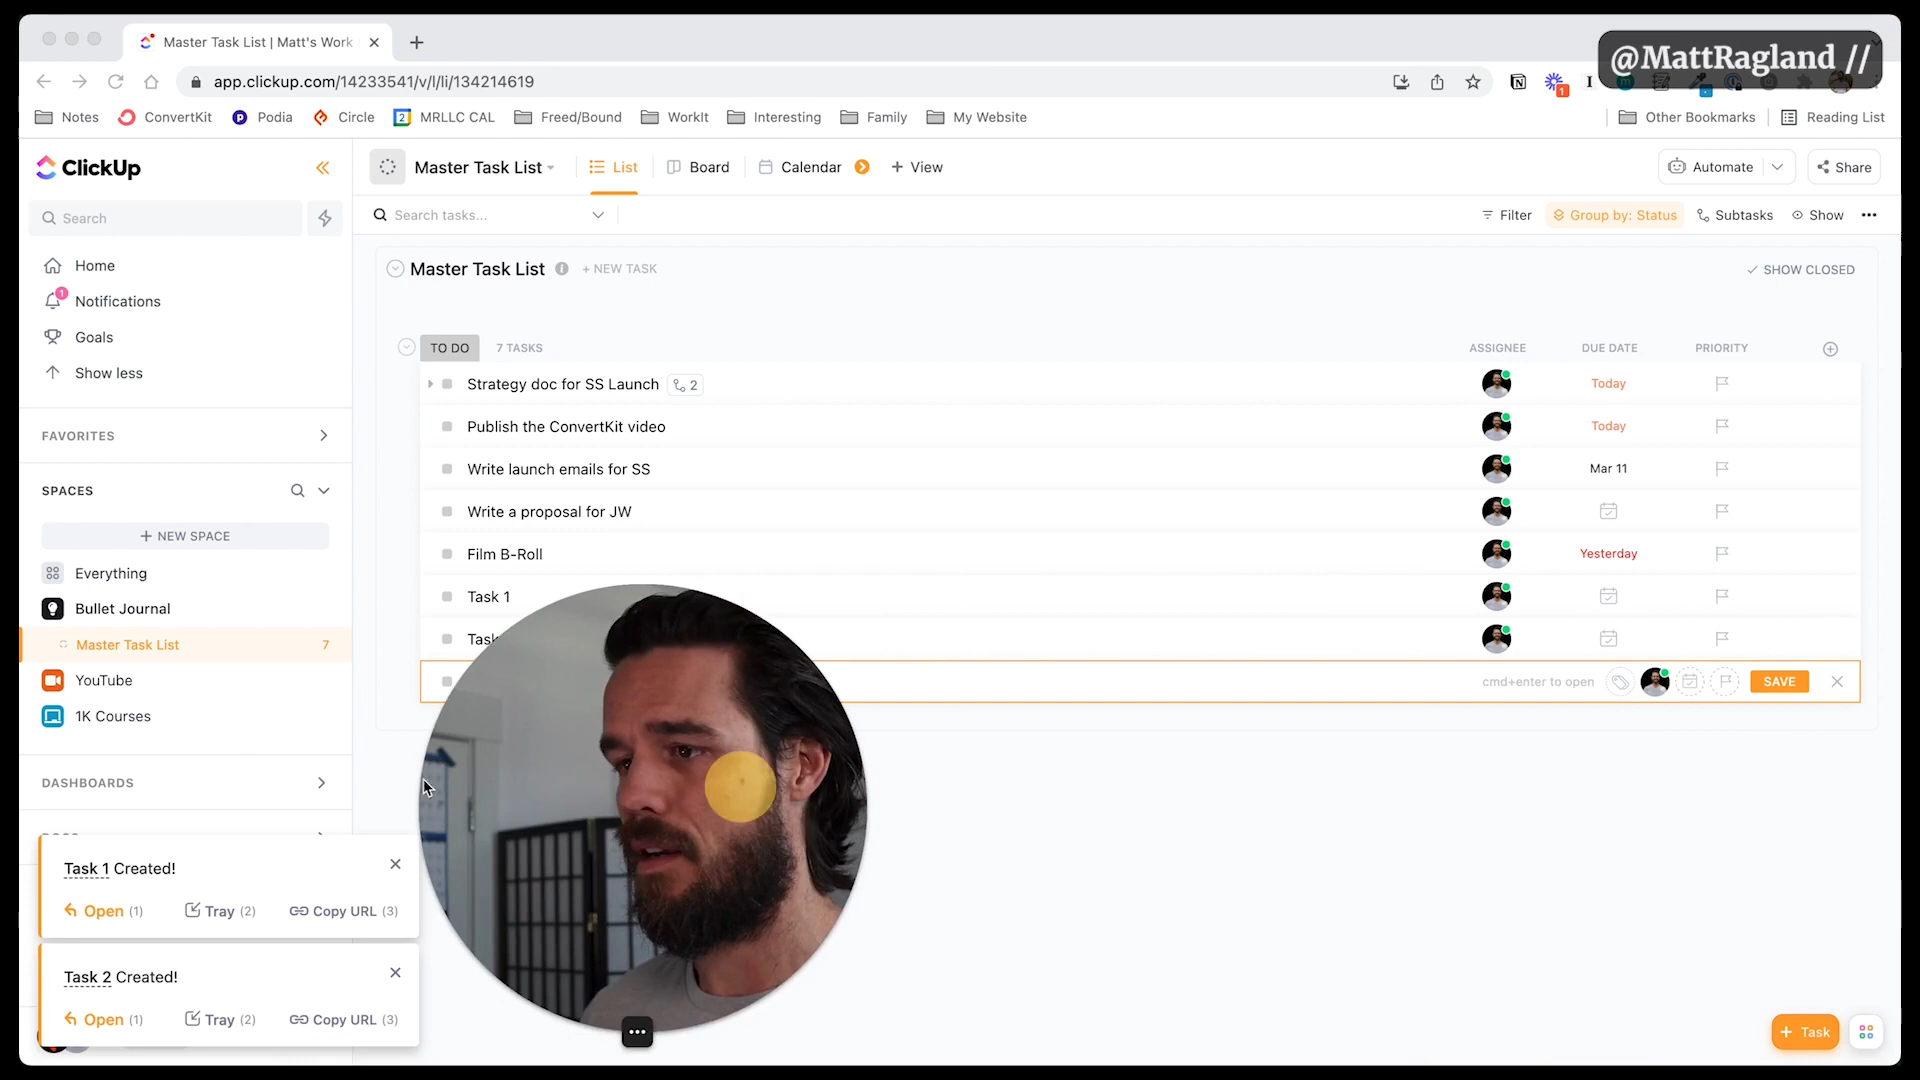 Master Task List | Matt's Work
@MattRagland //
app.clickup.com/14233541/v/l/li/134214619
1
Notes
ConvertKit
Podia
Circle
2
MRLLC CAL
Freed/Bound
WorkIt
Interesting
Family
My Website
Other Bookmarks
Reading List
ClickUp
Master Task List
List
Board
Calendar
+ View
Automate
Share
Search
Search tasks...
Filter
Group by: Status
Subtasks
Show
Home
1
Notifications
Goals
Show less
FAVORITES
SPACES
+ NEW SPACE
Everything
Bullet Journal
Master Task List 7
YouTube
1K Courses
DASHBOARDS
Master Task List
+ NEW TASK
SHOW CLOSED
TO DO 7 TASKS ASSIGNEE DUE DATE PRIORITY
Strategy doc for SS Launch 2 Today
Publish the ConvertKit video Today
Write launch emails for SS Mar 11
Write a proposal for JW
Film B-Roll Yesterday
Task 1
Task
cmd+enter to open SAVE
Task 1 Created!
Open (1) Tray (2) Copy URL (3)
Task 2 Created!
Open (1) Tray (2) Copy URL (3)
+ Task